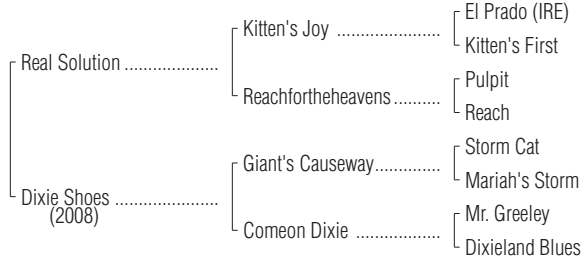 El Prado (IRE)
Kitten's Joy ....................
Kitten's First
Real Solution ....................
Pulpit
Reachfortheheavens ..........
Reach
Storm Cat
Giant's Causeway..............
Mariah's Storm
Dixie Shoes ......................
(2008)
Mr. Greeley
Comeon Dixie ..................
Dixieland Blues